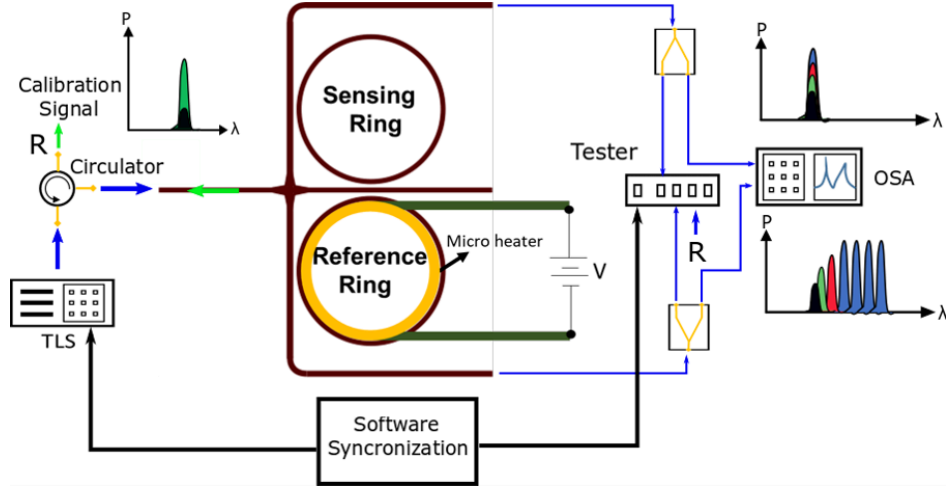 P
λ
Calibration
Signal
R
Circulator
TLS
Sensing
Ring
Reference
Ring
Micro heater
V
Tester
R
P
λ
OSA
P
λ
Software
Syncronization